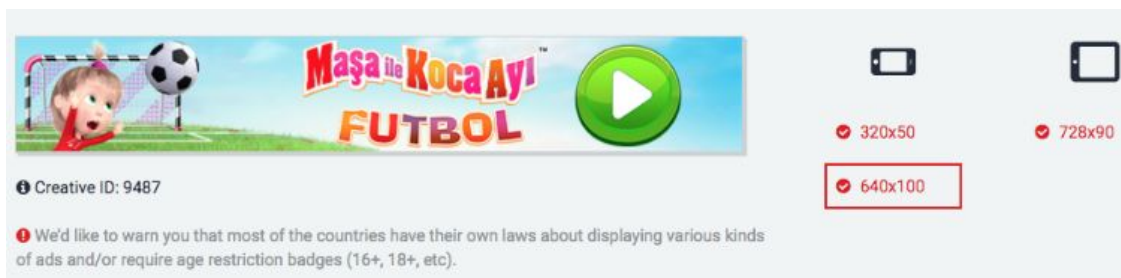 Maşa ile Koca Ayı™
FUTBOL
320x50
728x90
Creative ID: 9487
640x100
We'd like to warn you that most of the countries have their own laws about displaying various kinds
of ads and/or require age restriction badges (16+, 18+, etc).